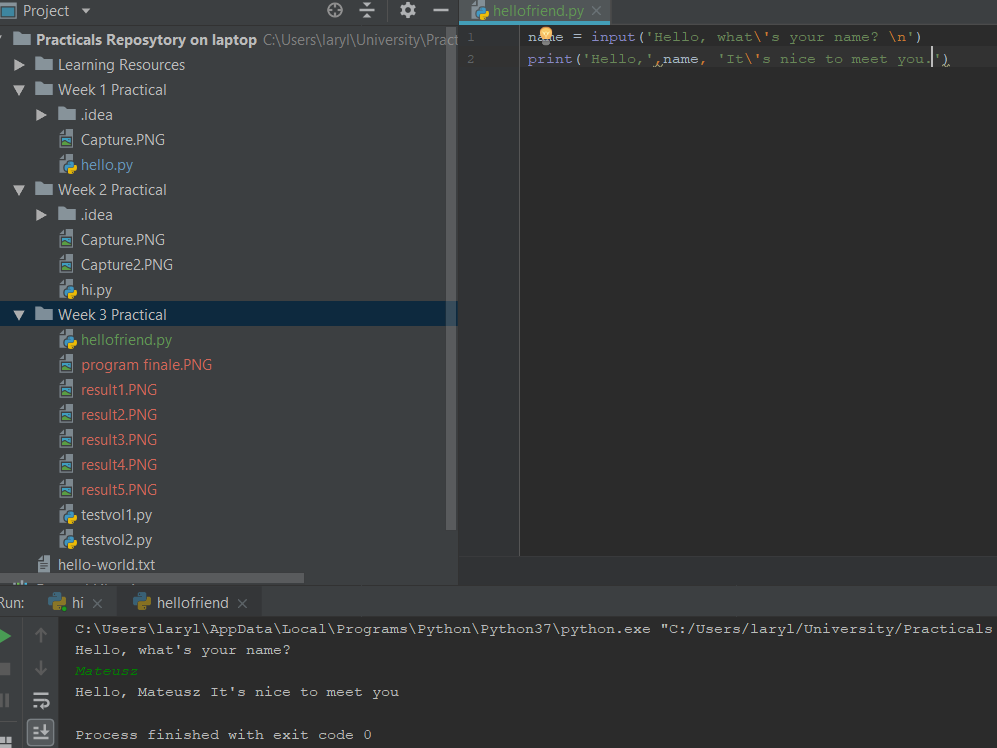 Project
hellofriend.py
Practicals Reposytory on laptop C:\Users\laryl\University\Pract
Learning Resources
Week 1 Practical
.idea
Capture.PNG
hello.py
Week 2 Practical
.idea
Capture.PNG
Capture2.PNG
hi.py
Week 3 Practical
hellofriend.py
program finale.PNG
result1.PNG
result2.PNG
result3.PNG
result4.PNG
result5.PNG
testvol1.py
testvol2.py
hello-world.txt
1 name = input('Hello, what\'s your name? \n')
2 print('Hello,',name, 'It\'s nice to meet you.')
Run: hi hellofriend
C:\Users\laryl\AppData\Local\Programs\Python\Python37\python.exe "C:/Users/laryl/University/Practicals
Hello, what's your name?
Mateusz
Hello, Mateusz It's nice to meet you
Process finished with exit code 0